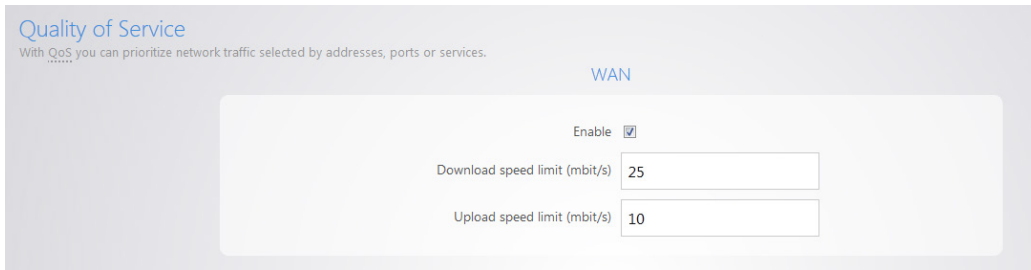 Quality of Service
With QoS you can prioritize network traffic selected by addresses, ports or services.
WAN
Enable
Download speed limit (mbit/s) 25
Upload speed limit (mbit/s) 10